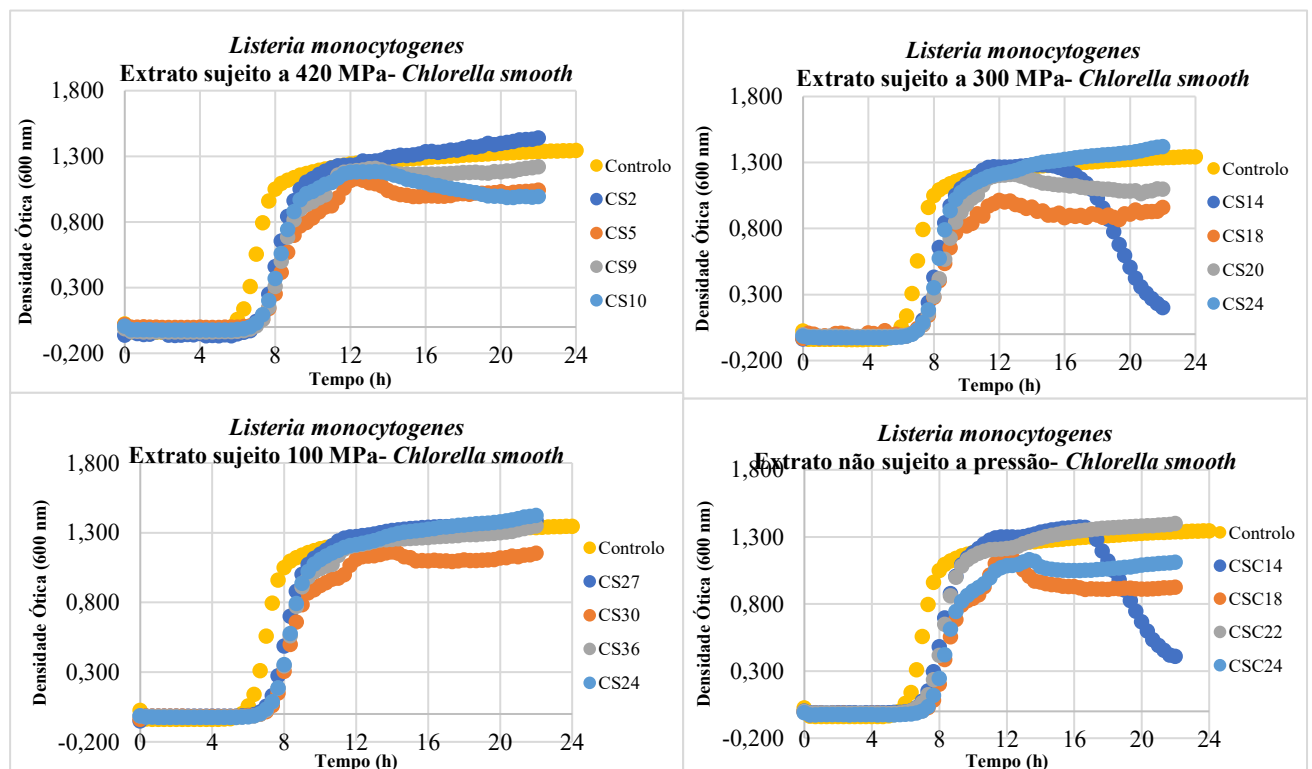 Listeria monocytogenes
Extrato sujeito a 420 MPa- Chlorella smooth
Densidade Ótica (600 nm)
1,800
1,300
0,800
0,300
-0,200
0 4 8 12 16 20 24
Tempo (h)
Controlo
CS2
CS5
CS9
CS10
Listeria monocytogenes
Extrato sujeito a 300 MPa- Chlorella smooth
Densidade Ótica (600 nm)
1,800
1,300
0,800
0,300
-0,200
0 4 8 12 16 20 24
Tempo (h)
Controlo
CS14
CS18
CS20
CS24
Listeria monocytogenes
Extrato sujeito 100 MPa- Chlorella smooth
Densidade Ótica (600 nm)
1,800
1,300
0,800
0,300
-0,200
0 4 8 12 16 20 24
Tempo (h)
Controlo
CS27
CS30
CS36
CS24
Listeria monocytogenes
Extrato não sujeito a pressão- Chlorella smooth
Densidade Ótica (600 nm)
1,800
1,300
0,800
0,300
-0,200
0 4 8 12 16 20 24
Tempo (h)
Controlo
CSC14
CSC18
CSC22
CSC24